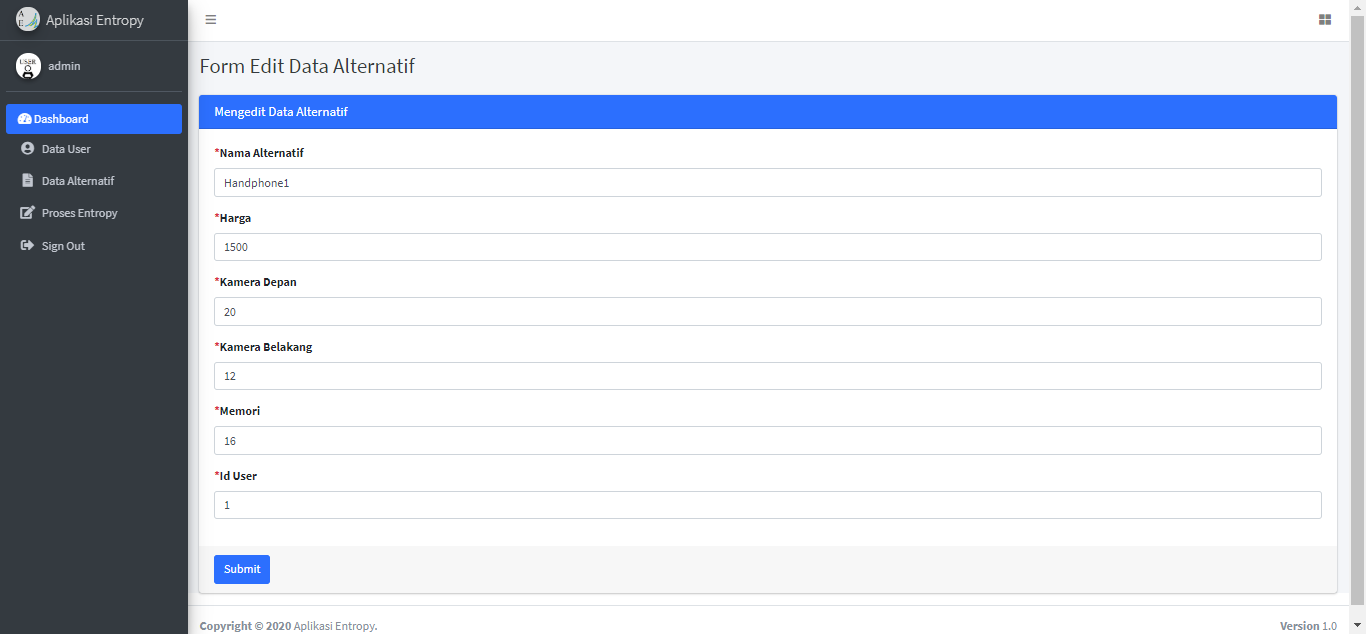 Aplikasi Entropy
USER
admin
Dashboard
Data User
Data Alternatif
Proses Entropy
Sign Out
Form Edit Data Alternatif
Mengedit Data Alternatif
*Nama Alternatif
Handphone1
*Harga
1500
*Kamera Depan
20
*Kamera Belakang
12
*Memori
16
*Id User
1
Submit
Copyright © 2020 Aplikasi Entropy.
Version 1.0